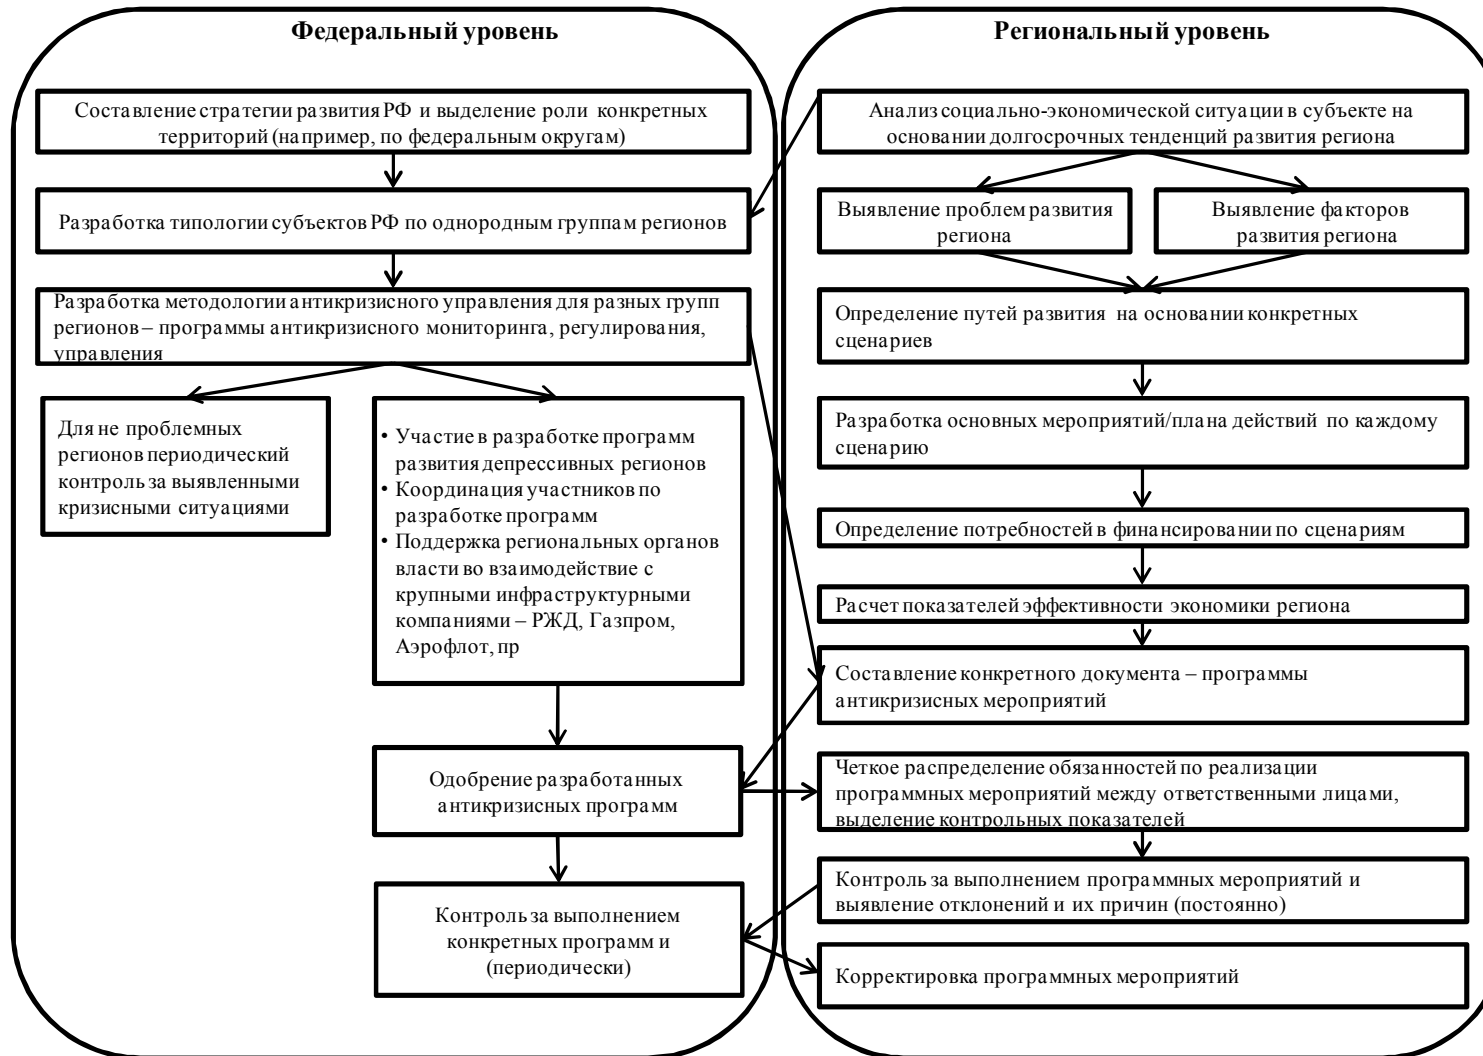 Федеральный уровень
Составление стратегии развития РФ и выделение роли конкретных
территорий (например, по федеральным округам)
Разработка типологии субъектов РФ по однородным группам регионов
Разработка методологии антикризисного управления для разных групп
регионов – программы антикризисного мониторинга, регулирования,
управления
Для не проблемных
регионов периодический
контроль за выявленными
кризисными ситуациями
• Участие в разработке программ
развития депрессивных регионов
• Координация участников по
разработке программ
• Поддержка региональных органов
власти во взаимодействие с
крупными инфраструктурными
компаниями – РЖД, Газпром,
Аэрофлот, пр
Одобрение разработанных
антикризисных программ
Контроль за выполнением
конкретных программ и
(периодически)
Региональный уровень
Анализ социально-экономической ситуации в субъекте на
основании долгосрочных тенденций развития региона
Выявление проблем развития
региона
Выявление факторов
развития региона
Определение путей развития на основании конкретных
сценариев
Разработка основных мероприятий/плана действий по каждому
сценарию
Определение потребностей в финансировании по сценариям
Расчет показателей эффективности экономики региона
Составление конкретного документа – программы
антикризисных мероприятий
Четкое распределение обязанностей по реализации
программных мероприятий между ответственными лицами,
выделение контрольных показателей
Контроль за выполнением программных мероприятий и
выявление отклонений и их причин (постоянно)
Корректировка программных мероприятий